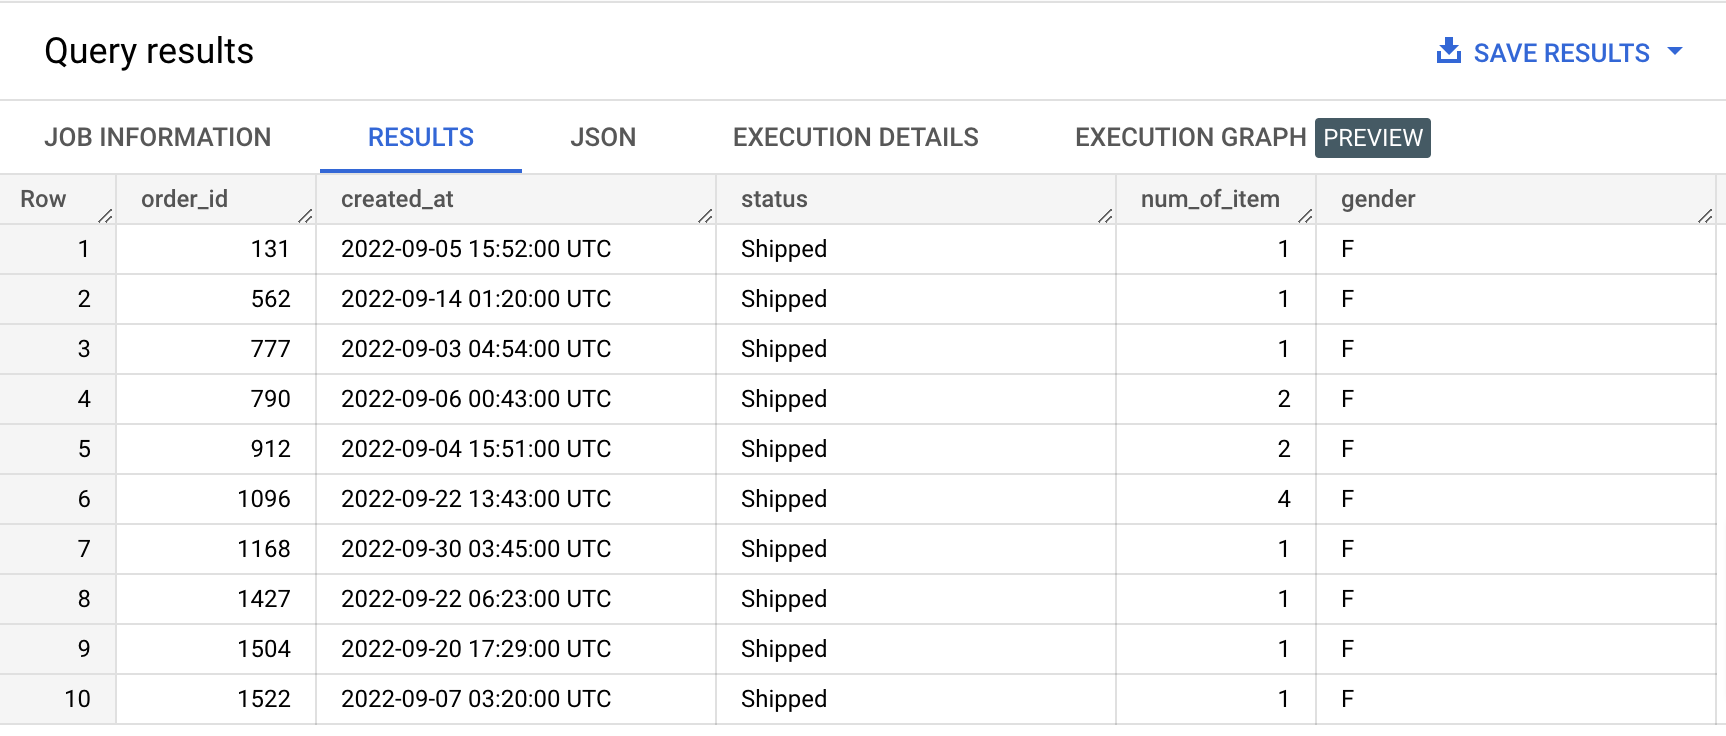 Query results
SAVE RESULTS
JOB INFORMATION RESULTS JSON EXECUTION DETAILS EXECUTION GRAPH PREVIEW
Row order_id created_at status num_of_item gender
1 131 2022-09-05 15:52:00 UTC Shipped 1 F
2 562 2022-09-14 01:20:00 UTC Shipped 1 F
3 777 2022-09-03 04:54:00 UTC Shipped 1 F
4 790 2022-09-06 00:43:00 UTC Shipped 2 F
5 912 2022-09-04 15:51:00 UTC Shipped 2 F
6 1096 2022-09-22 13:43:00 UTC Shipped 4 F
7 1168 2022-09-30 03:45:00 UTC Shipped 1 F
8 1427 2022-09-22 06:23:00 UTC Shipped 1 F
9 1504 2022-09-20 17:29:00 UTC Shipped 1 F
10 1522 2022-09-07 03:20:00 UTC Shipped 1 F